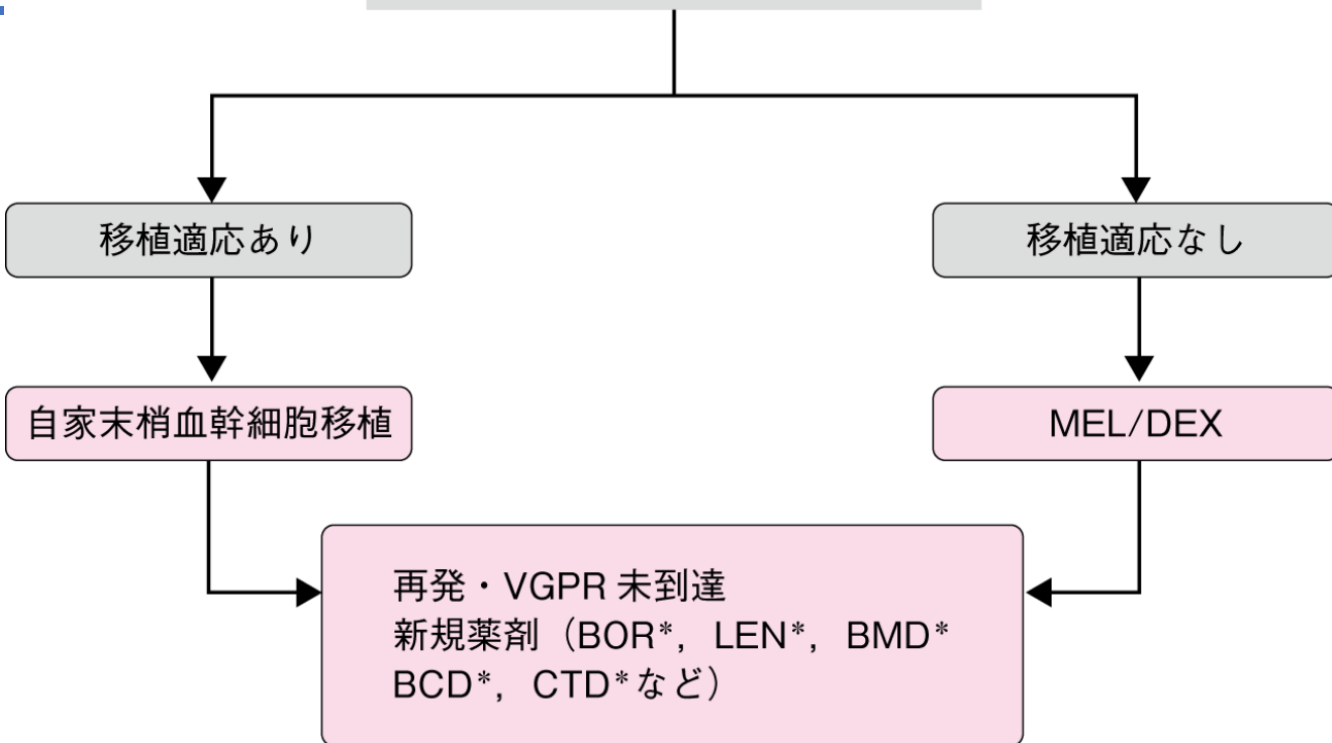 移植適応あり
移植適応なし
自家末梢血幹細胞移植
MEL/DEX
再発・VGPR 未到達
新規薬剤（BOR*，LEN*，BMD*
BCD*，CTD*など）